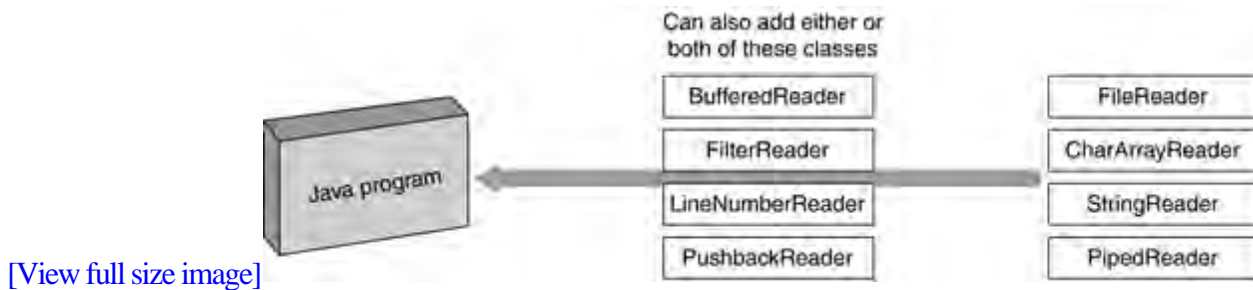 Can also add either or
both of these classes
BufferedReader
FileReader
FilterReader
CharArrayReader
Java program
LineNumberReader
StringReader
PushbackReader
PipedReader
[View full size image]